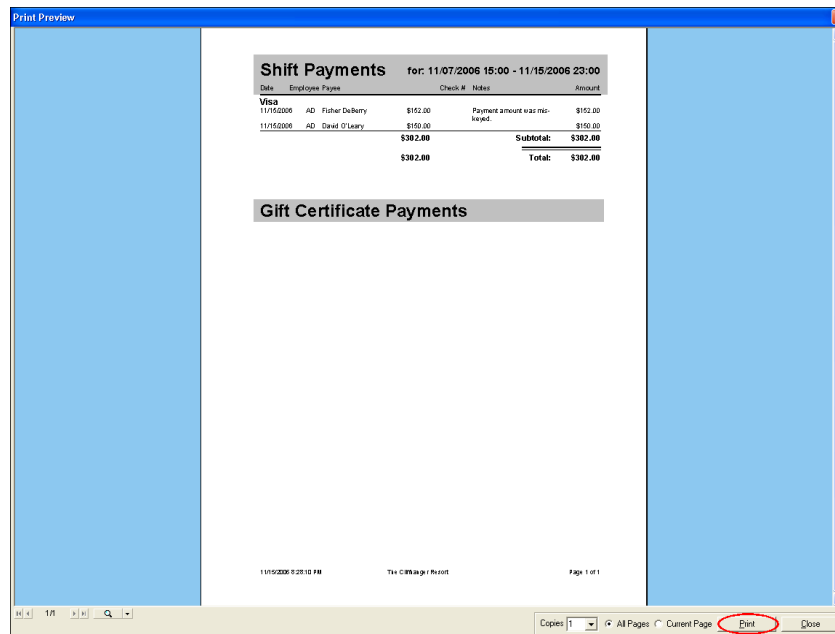 Print Preview
Shift Payments for: 11/07/2006 15:00 - 11/15/2006 23:00
Date Employee Payee Check # Notes Amount
Visa
11/15/2006 AD Fisher DeBerry $152.00 Payment amount was mis- $152.00
keyed.
11/15/2006 AD David O'Leary $150.00 $150.00
$302.00 Subtotal: $302.00
$302.00 Total: $302.00
Gift Certificate Payments
11/15/2006 8:28:10 PM The Cliffhanger Resort Page 1 of 1
1/1
Copies 1 All Pages Current Page Print Close